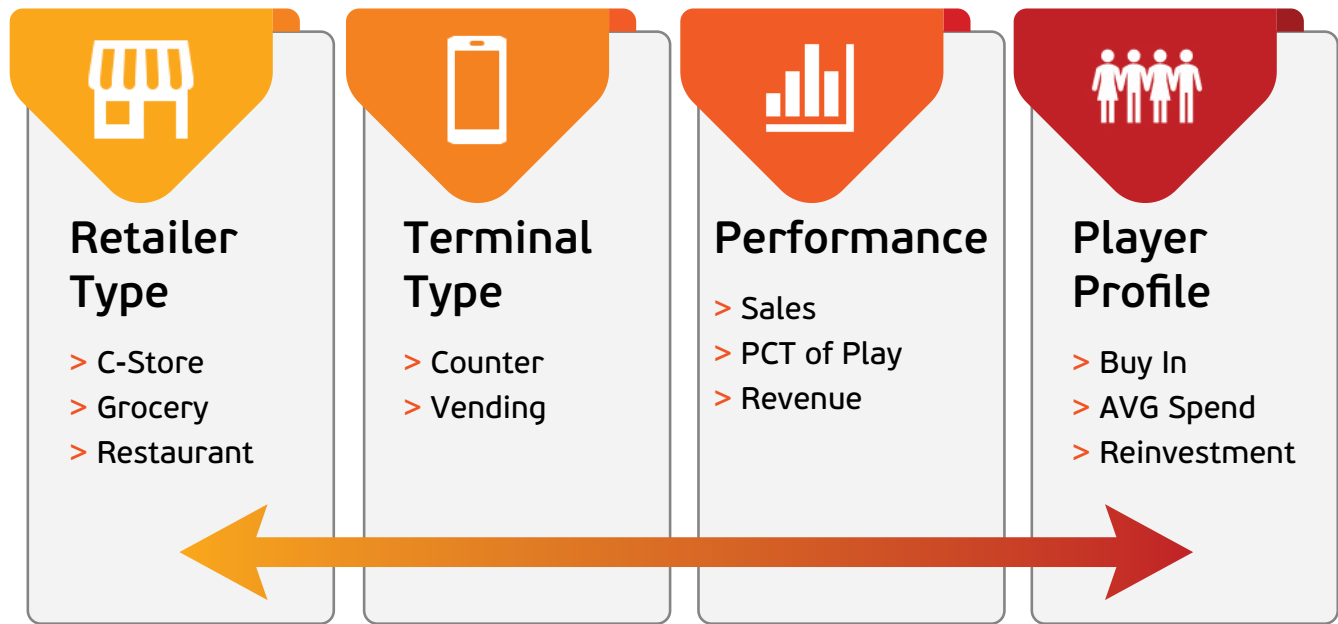 Retailer
Type
> C-Store
> Grocery
> Restaurant
Terminal
Type
> Counter
> Vending
Performance
> Sales
> PCT of Play
> Revenue
Player
Profile
> Buy In
> AVG Spend
> Reinvestment